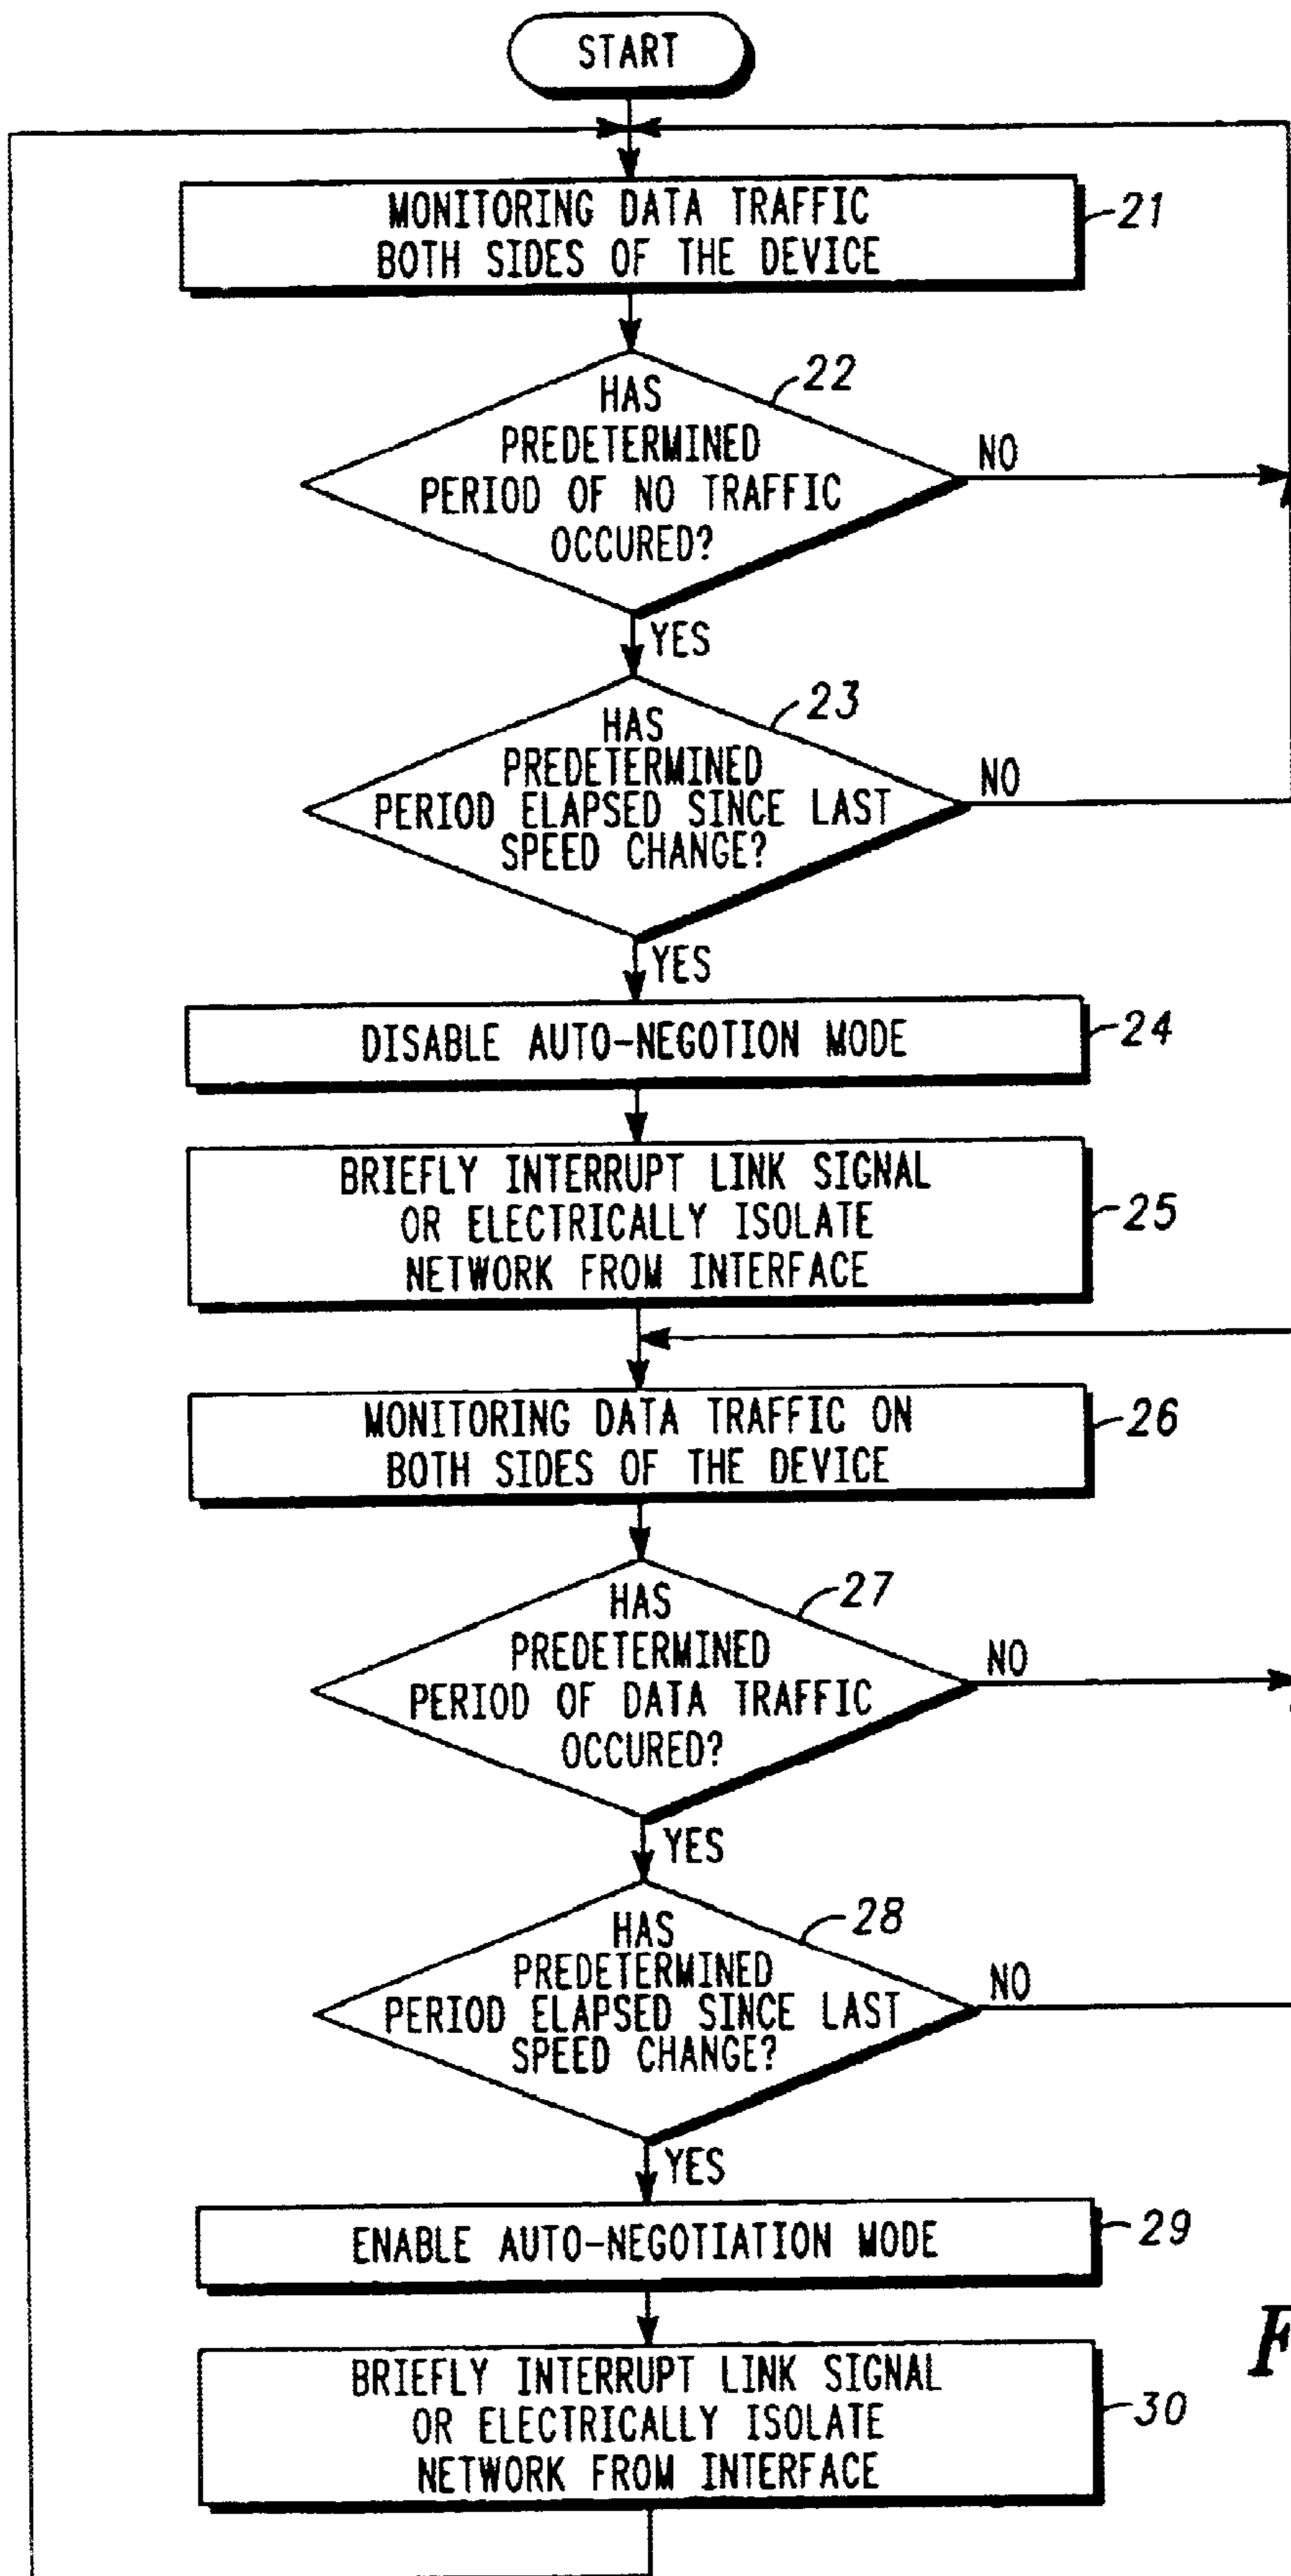 START
MONITORING DATA TRAFFIC
BOTH SIDES OF THE DEVICE
21
HAS
PREDETERMINED
PERIOD OF NO TRAFFIC
OCCURED?
22
NO
YES
HAS
PREDETERMINED
PERIOD ELAPSED SINCE LAST
SPEED CHANGE?
23
NO
YES
DISABLE AUTO-NEGOTION MODE
24
BRIEFLY INTERRUPT LINK SIGNAL
OR ELECTRICALLY ISOLATE
NETWORK FROM INTERFACE
25
MONITORING DATA TRAFFIC ON
BOTH SIDES OF THE DEVICE
26
HAS
PREDETERMINED
PERIOD OF DATA TRAFFIC
OCCURED?
27
NO
YES
HAS
PREDETERMINED
PERIOD ELAPSED SINCE LAST
SPEED CHANGE?
28
NO
YES
ENABLE AUTO-NEGOTIATION MODE
29
BRIEFLY INTERRUPT LINK SIGNAL
OR ELECTRICALLY ISOLATE
NETWORK FROM INTERFACE
30